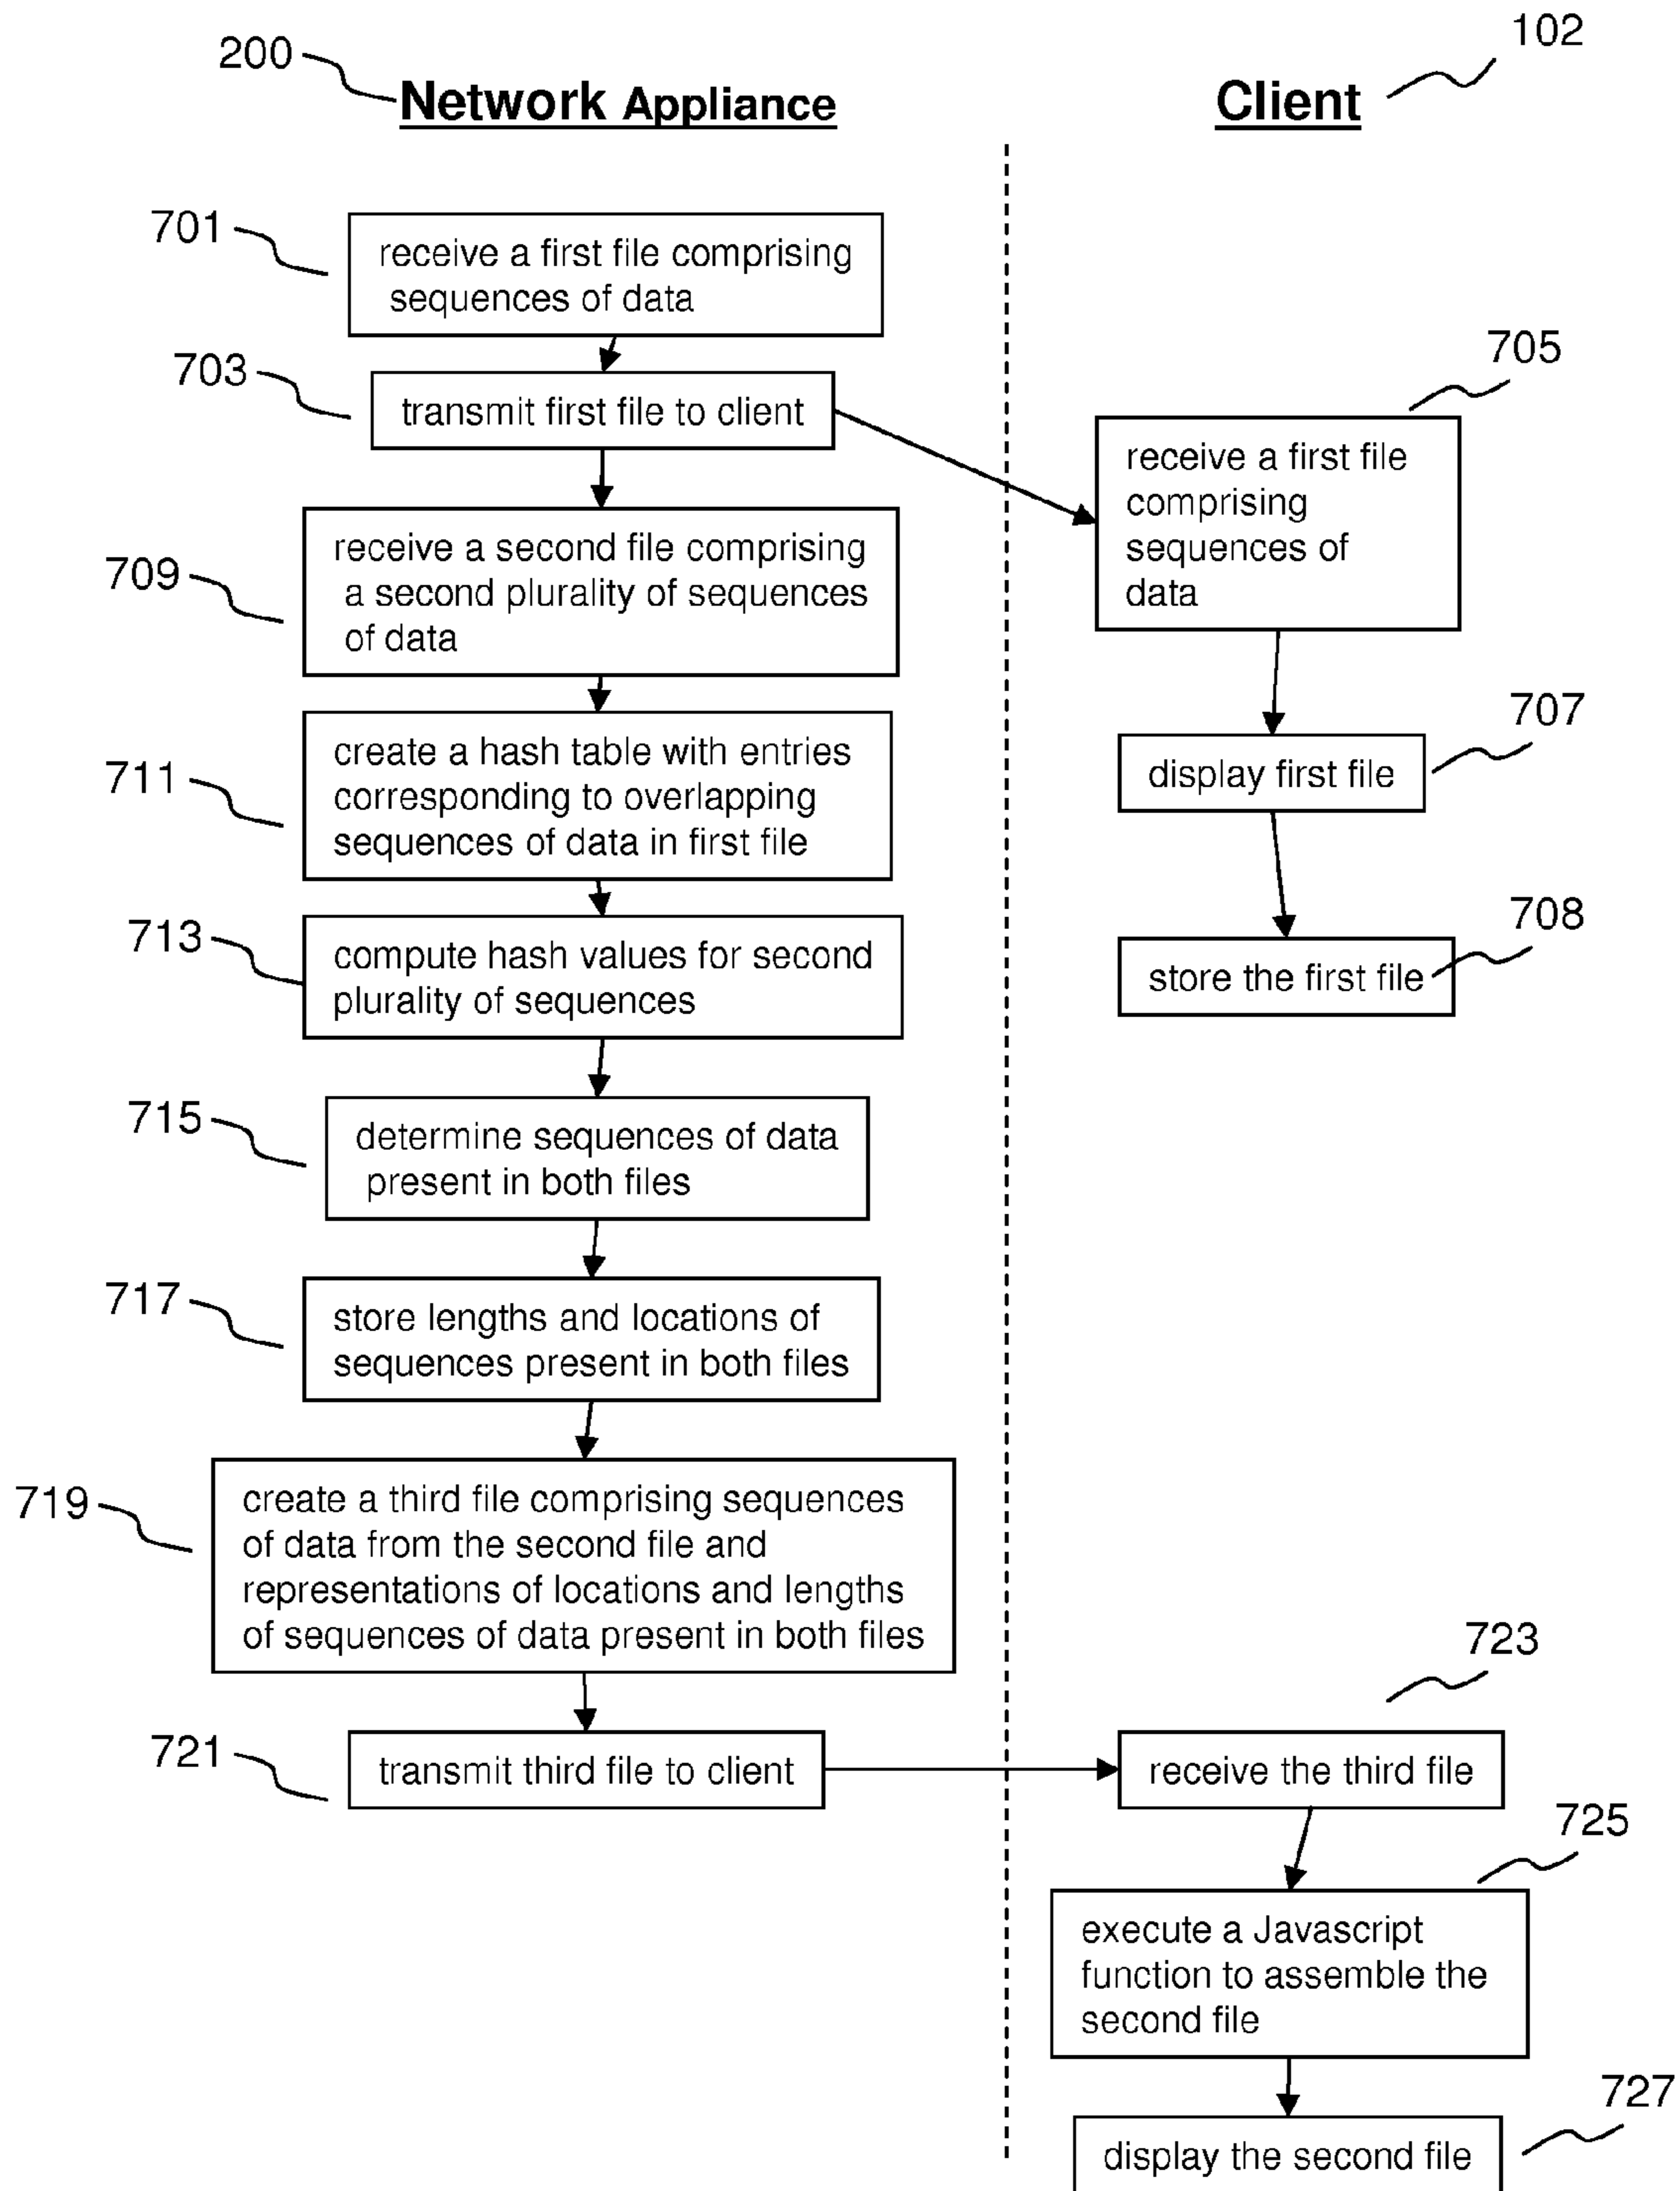 200
Network Appliance
102
Client
701
receive a first file comprising
sequences of data
703
transmit first file to client
705
receive a first file
comprising
sequences of
data
709
receive a second file comprising
a second plurality of sequences
of data
707
display first file
711
create a hash table with entries
corresponding to overlapping
sequences of data in first file
708
store the first file
713
compute hash values for second
plurality of sequences
715
determine sequences of data
present in both files
717
store lengths and locations of
sequences present in both files
719
create a third file comprising sequences
of data from the second file and
representations of locations and lengths
of sequences of data present in both files
721
transmit third file to client
723
receive the third file
725
execute a Javascript
function to assemble the
second file
727
display the second file